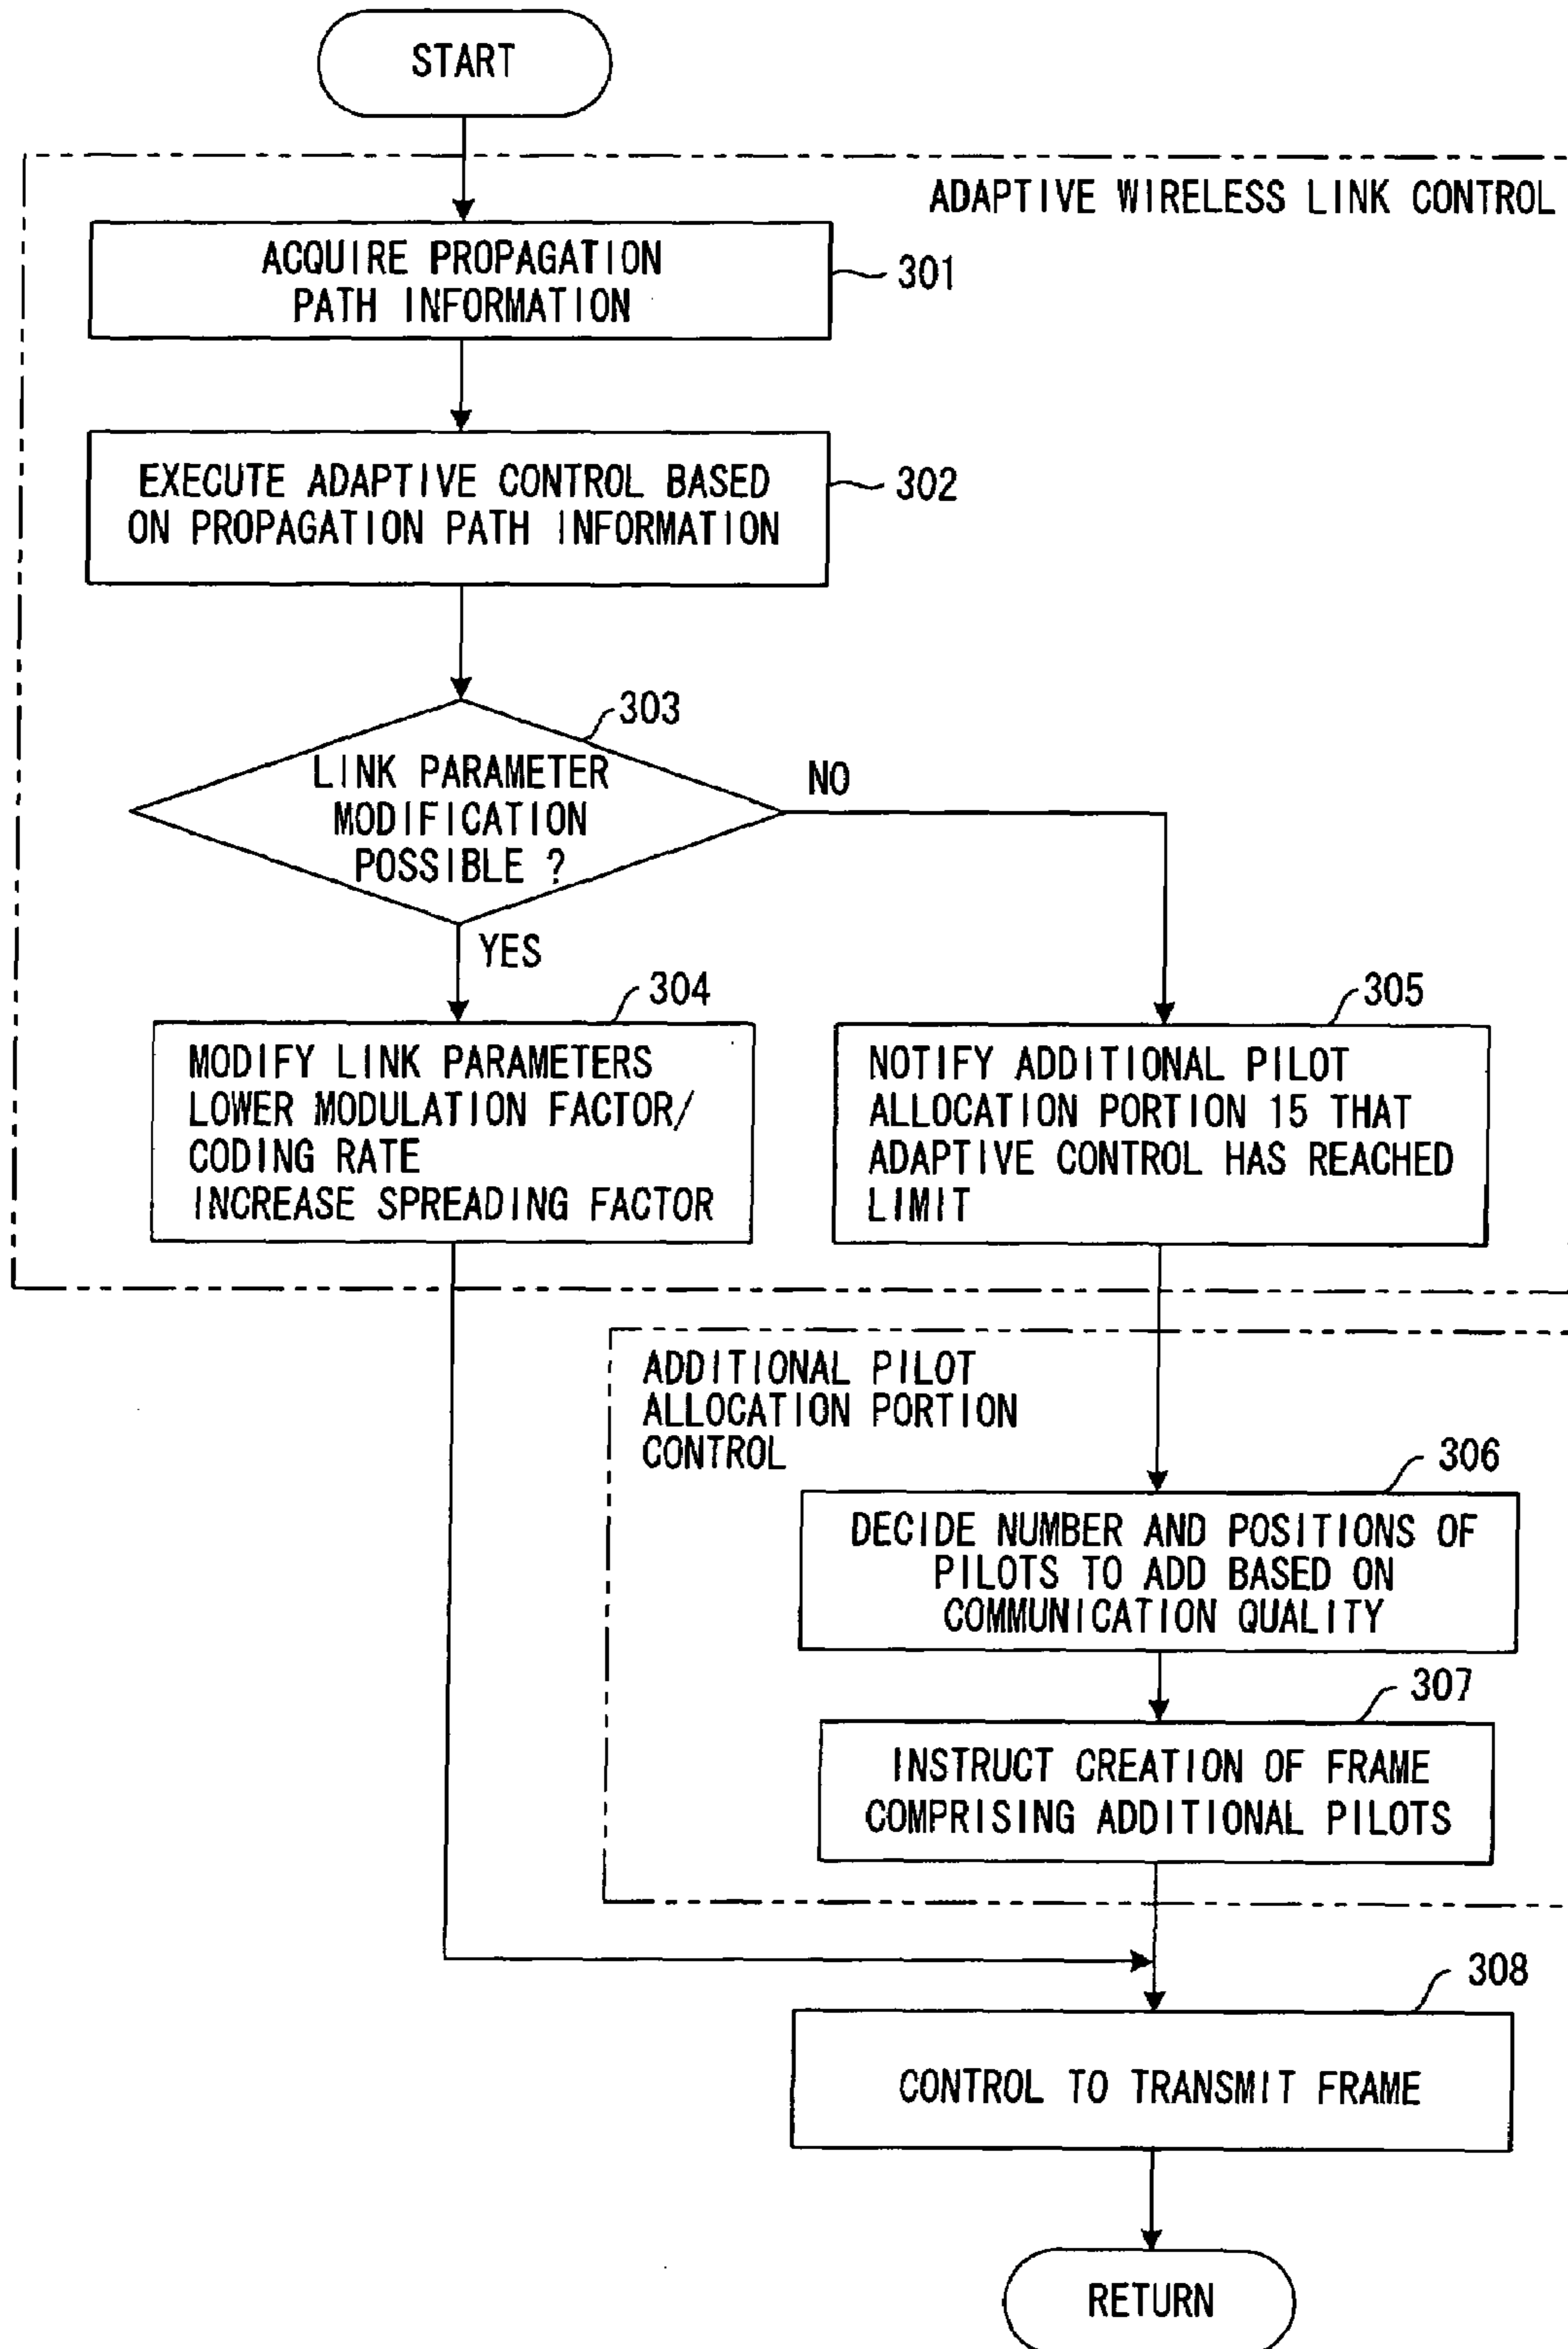 START
ADAPTIVE WIRELESS LINK CONTROL
ACQUIRE PROPAGATION
PATH INFORMATION
301
EXECUTE ADAPTIVE CONTROL BASED
ON PROPAGATION PATH INFORMATION
302
303
LINK PARAMETER
MODIFICATION
POSSIBLE ?
NO
YES
304
MODIFY LINK PARAMETERS
LOWER MODULATION FACTOR/
CODING RATE
INCREASE SPREADING FACTOR
305
NOTIFY ADDITIONAL PILOT
ALLOCATION PORTION 15 THAT
ADAPTIVE CONTROL HAS REACHED
LIMIT
ADDITIONAL PILOT
ALLOCATION PORTION
CONTROL
306
DECIDE NUMBER AND POSITIONS OF
PILOTS TO ADD BASED ON
COMMUNICATION QUALITY
307
INSTRUCT CREATION OF FRAME
COMPRISING ADDITIONAL PILOTS
308
CONTROL TO TRANSMIT FRAME
RETURN